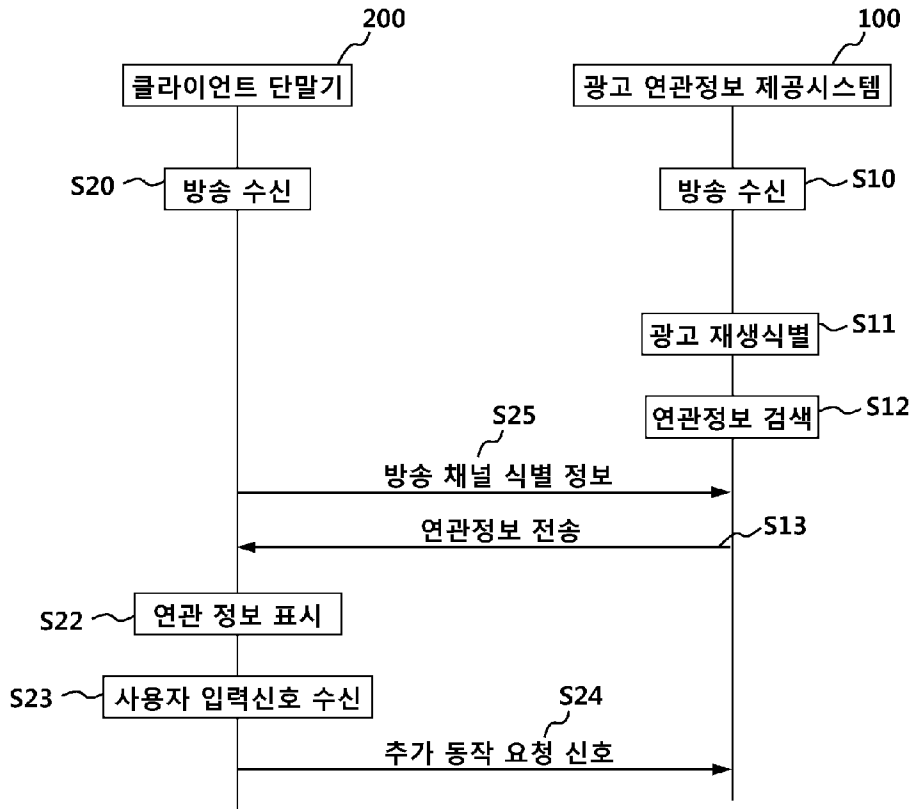 200
100
클라이언트 단말기
광고 연관정보 제공시스템
S20
방송 수신
방송 수신
S10
광고 재생식별
S11
연관정보 검색
S12
S25
방송 채널 식별 정보
연관정보 전송
S13
S22
연관 정보 표시
S23
사용자 입력신호 수신
S24
추가 동작 요청 신호